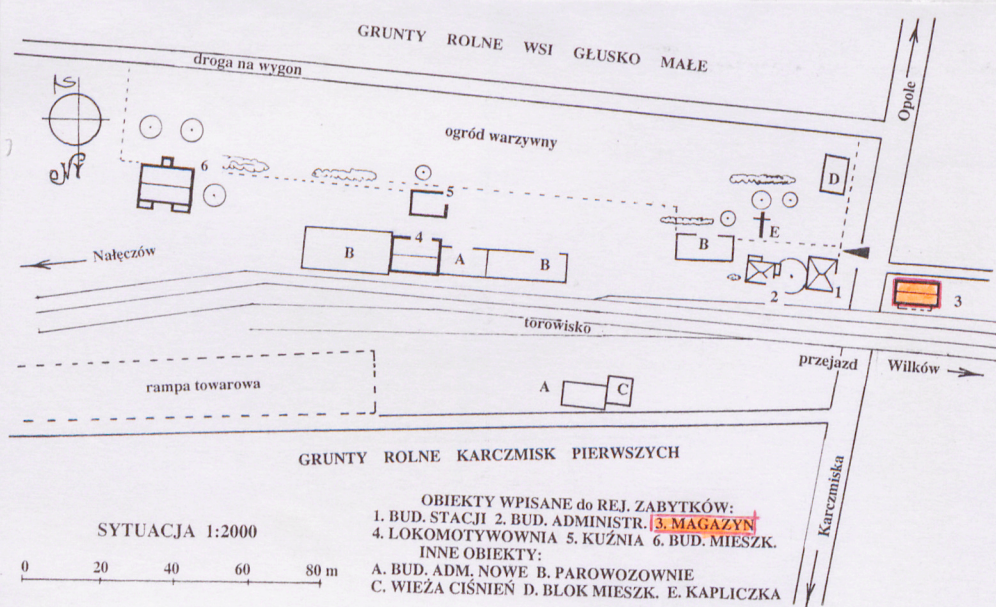 GRUNTY ROLNE WSI GŁUSKO MAŁE
droga na wygon
Opole
ogród warzywny
N
S
6
5
D
E
4
B
A
B
B
Nałęczów
2
1
3
torowisko
przejazd
Wilków
rampa towarowa
A
C
GRUNTY ROLNE KARCZMISK PIERWSZYCH
Karczmiska
OBIEKTY WPISANE do REJ. ZABYTKÓW:
1. BUD. STACJI 2. BUD. ADMINISTR. 3. MAGAZYN
4. LOKOMOTYWOWNIA 5. KUŹNIA 6. BUD. MIESZK.
INNE OBIEKTY:
A. BUD. ADM. NOWE B. PAROWOZOWNIE
C. WIEŻA CIŚNIEŃ D. BLOK MIESZK. E. KAPLICZKA
SYTUACJA 1:2000
0 20 40 60 80 m